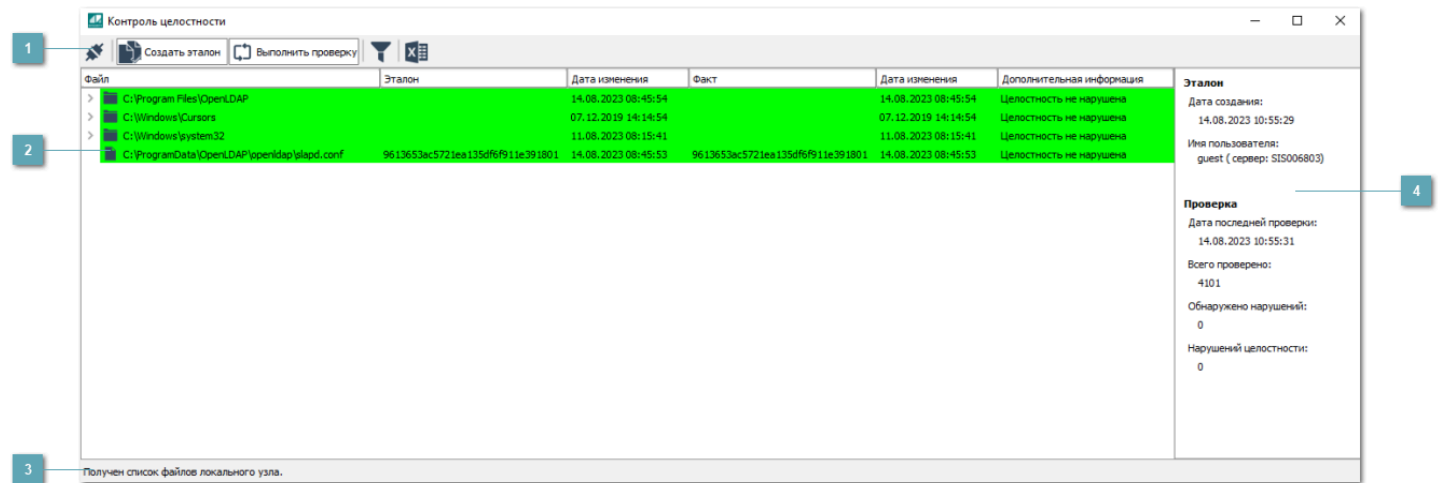 Контроль целостности
1
Создать эталон Выполнить проверку
Файл Эталон Дата изменения Факт Дата изменения Дополнительная информация
C:\Program Files\OpenLDAP 14.08.2023 08:45:54 14.08.2023 08:45:54 Целостность не нарушена
C:\Windows\Cursors 07.12.2019 14:14:54 07.12.2019 14:14:54 Целостность не нарушена
C:\Windows\system32 11.08.2023 08:15:41 11.08.2023 08:15:41 Целостность не нарушена
2
C:\ProgramData\OpenLDAP\openldap\slapd.conf 9613653ac5721ea135df6f911e391801 14.08.2023 08:45:53 9613653ac5721ea135df6f911e391801 14.08.2023 08:45:53 Целостность не нарушена
Эталон
Дата создания:
14.08.2023 10:55:29
Имя пользователя:
guest ( сервер: SIS006803)
4
Проверка
Дата последней проверки:
14.08.2023 10:55:31
Всего проверено:
4101
Обнаружено нарушений:
0
Нарушений целостности:
0
3
Получен список файлов локального узла.